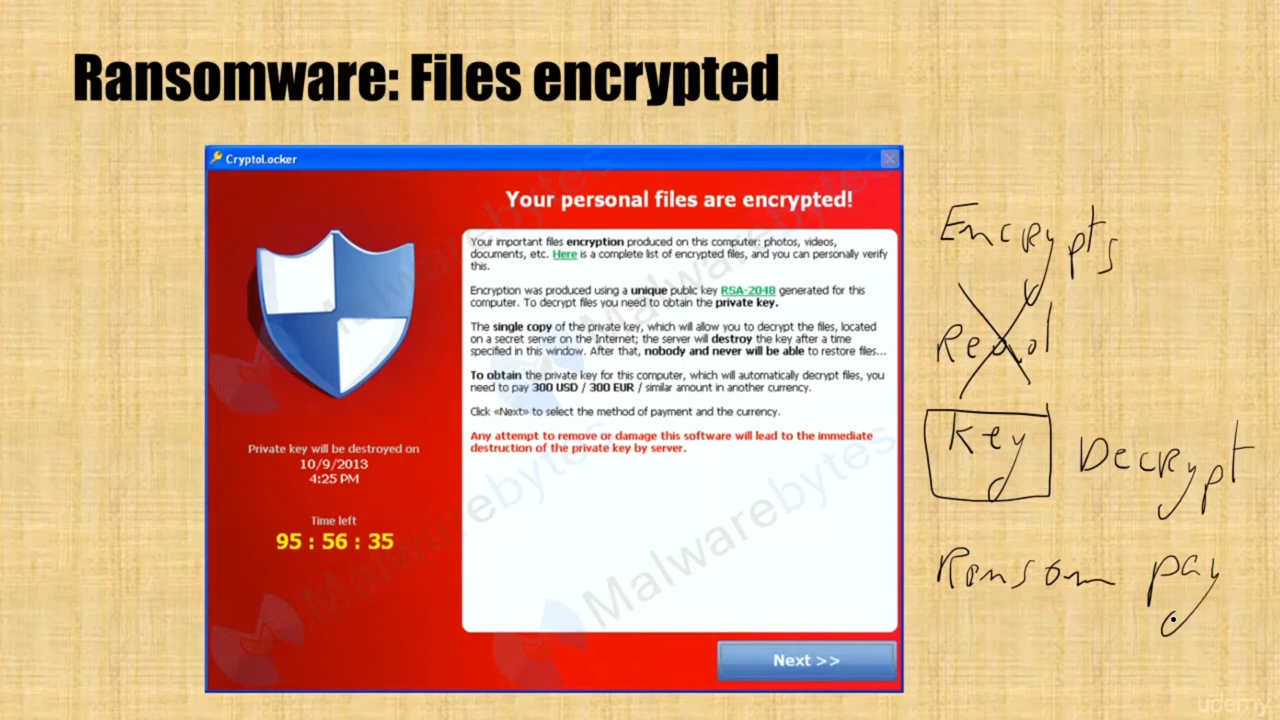 Ransomware: Files encrypted
CryptoLocker
Your personal files are encrypted!
Your important files encryption produced on this computer: photos, videos,
documents, etc. Here is a complete list of encrypted files, and you can personally verify
this.
Encryption was produced using a unique public key RSA-2048 generated for this
computer. To decrypt files you need to obtain the private key.
The single copy of the private key, which will allow you to decrypt the files, located
on a secret server on the Internet; the server will destroy the key after a time
specified in this window. After that, nobody and never will be able to restore files...
To obtain the private key for this computer, which will automatically decrypt files, you
need to pay 300 USD / 300 EUR / similar amount in another currency.
Click «Next» to select the method of payment and the currency.
Any attempt to remove or damage this software will lead to the immediate
destruction of the private key by server.
Private key will be destroyed on
10/9/2013
4:25 PM
Time left
95 : 56 : 35
Next >>
Malwarebytes
Malwarebytes
Malwarebytes
Malwarebytes
Encrypts
Key
Decrypt
Ransom pay
udemy